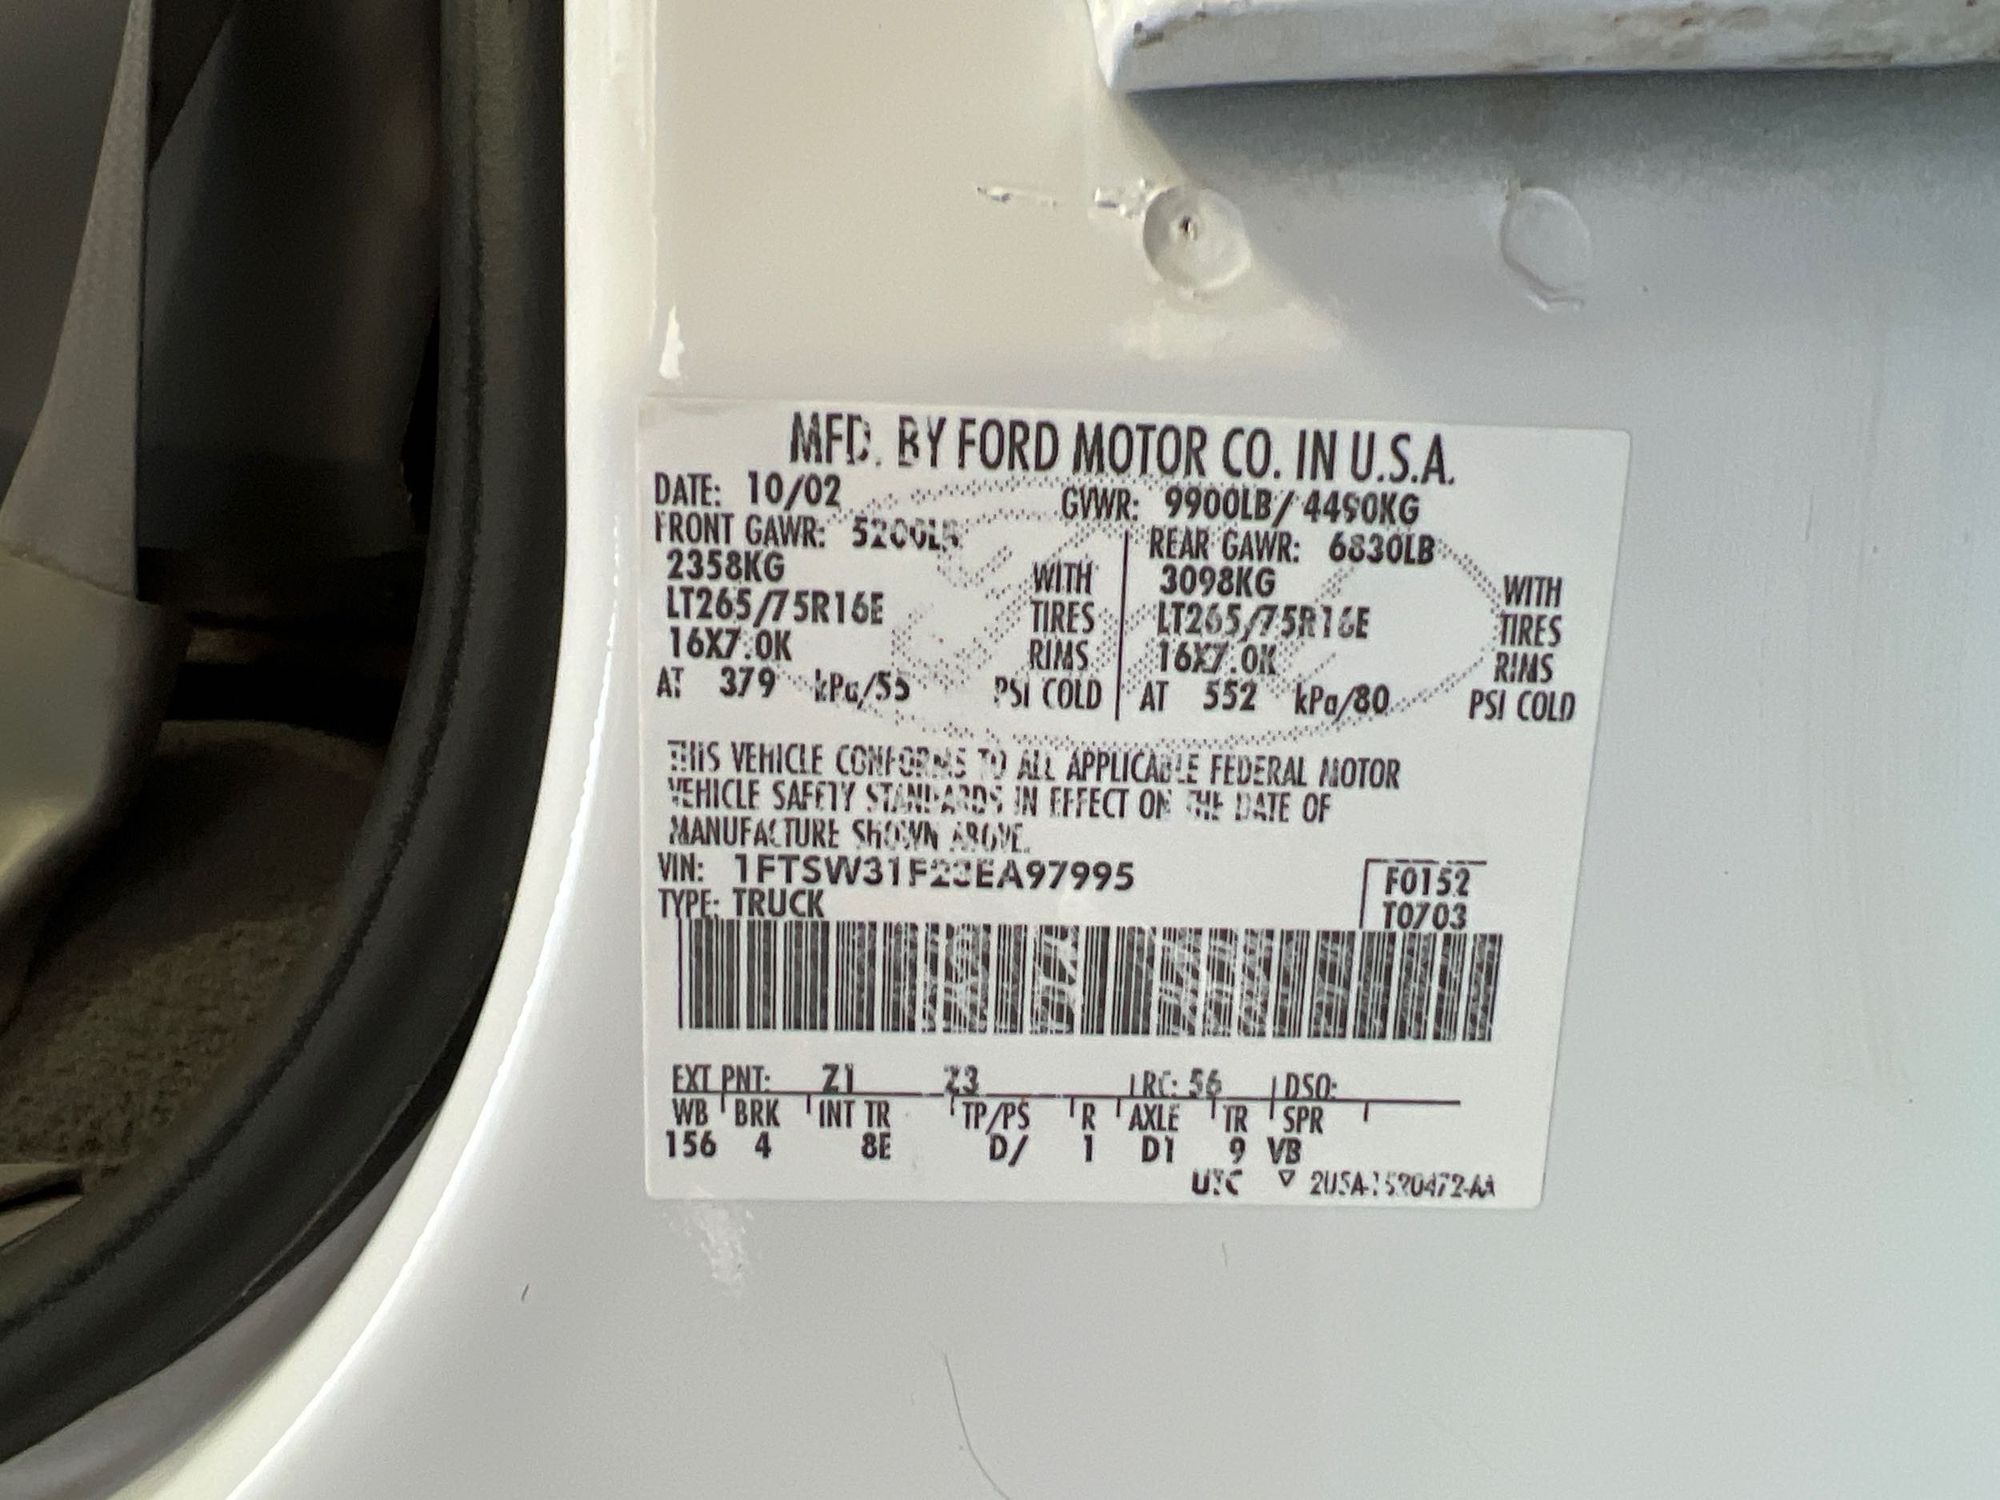 MFD. BY FORD MOTOR CO. IN U.S.A.
DATE: 10/02 GVWR: 9900LB/ 4490KG
FRONT GAWR: 5200LB REAR GAWR: 6830LB
2358KG WITH 3098KG WITH
LT265/75R16E TIRES LT265/75R16E TIRES
16X7.0K RIMS 16X7.0K RIMS
AT 379 kPa/55 PSI COLD AT 552 kPa/80 PSI COLD
THIS VEHICLE CONFORMS TO ALL APPLICABLE FEDERAL MOTOR
VEHICLE SAFETY STANDARDS IN EFFECT ON THE DATE OF
MANUFACTURE SHOWN ABOVE.
VIN: 1FTSW31F23EA97995 F0152
TYPE: TRUCK T0703
EXT PNT: Z1 Z3 RC: 56 DSO:
WB BRK INT TR TP/PS R AXLE TR SPR
156 4 8E D/ 1 D1 9 VB
UTC ▽